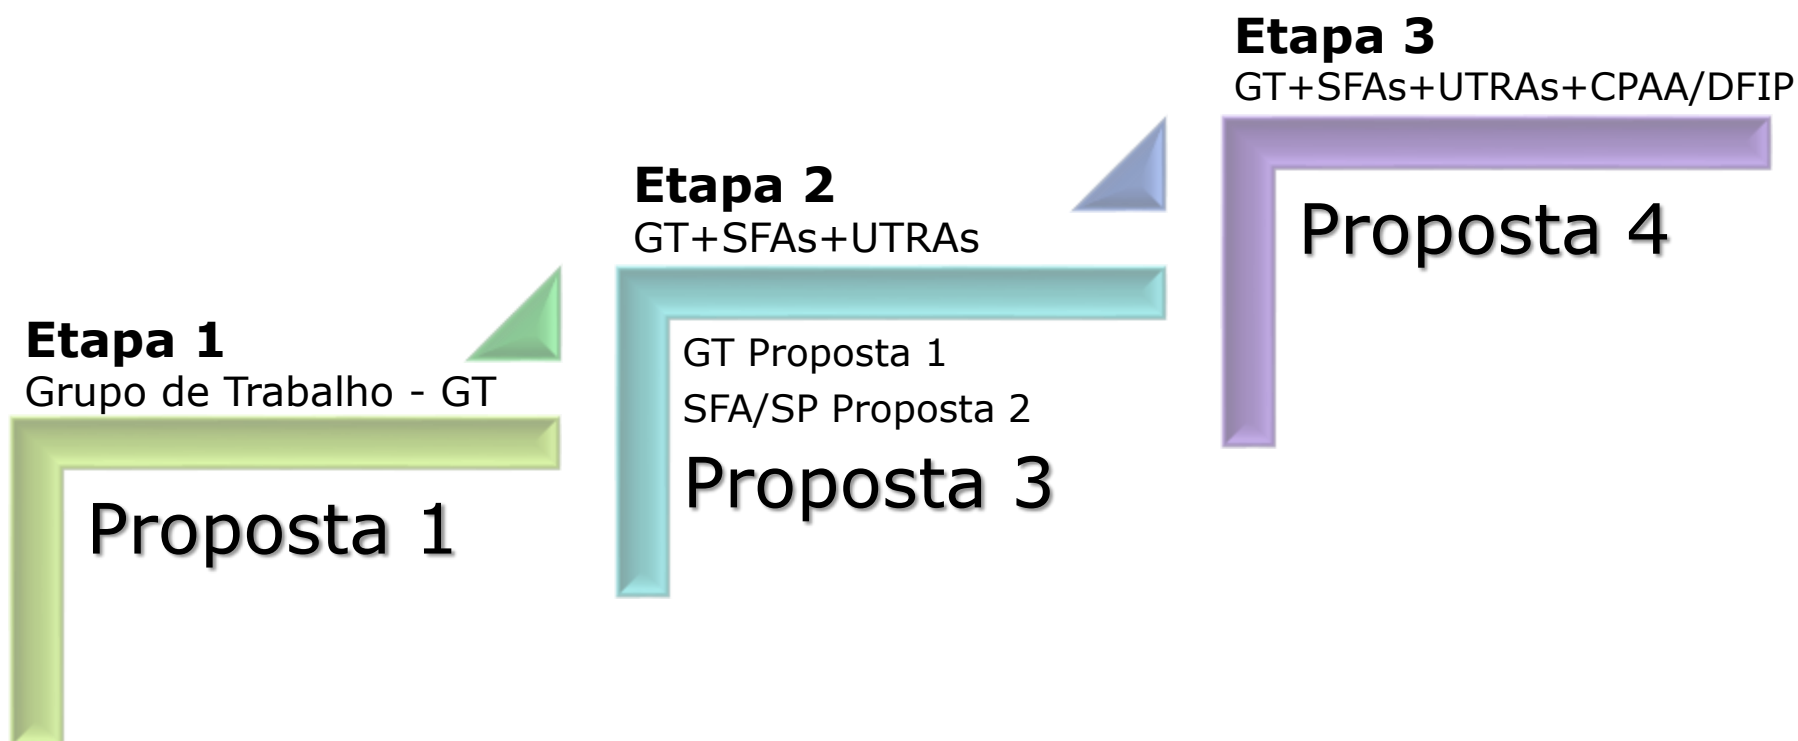 Etapa 1
Grupo de Trabalho - GT
Proposta 1
Etapa 2
GT+SFAs+UTRAs
GT Proposta 1
SFA/SP Proposta 2
Proposta 3
Etapa 3
GT+SFAs+UTRAs+CPAA/DFIP
Proposta 4